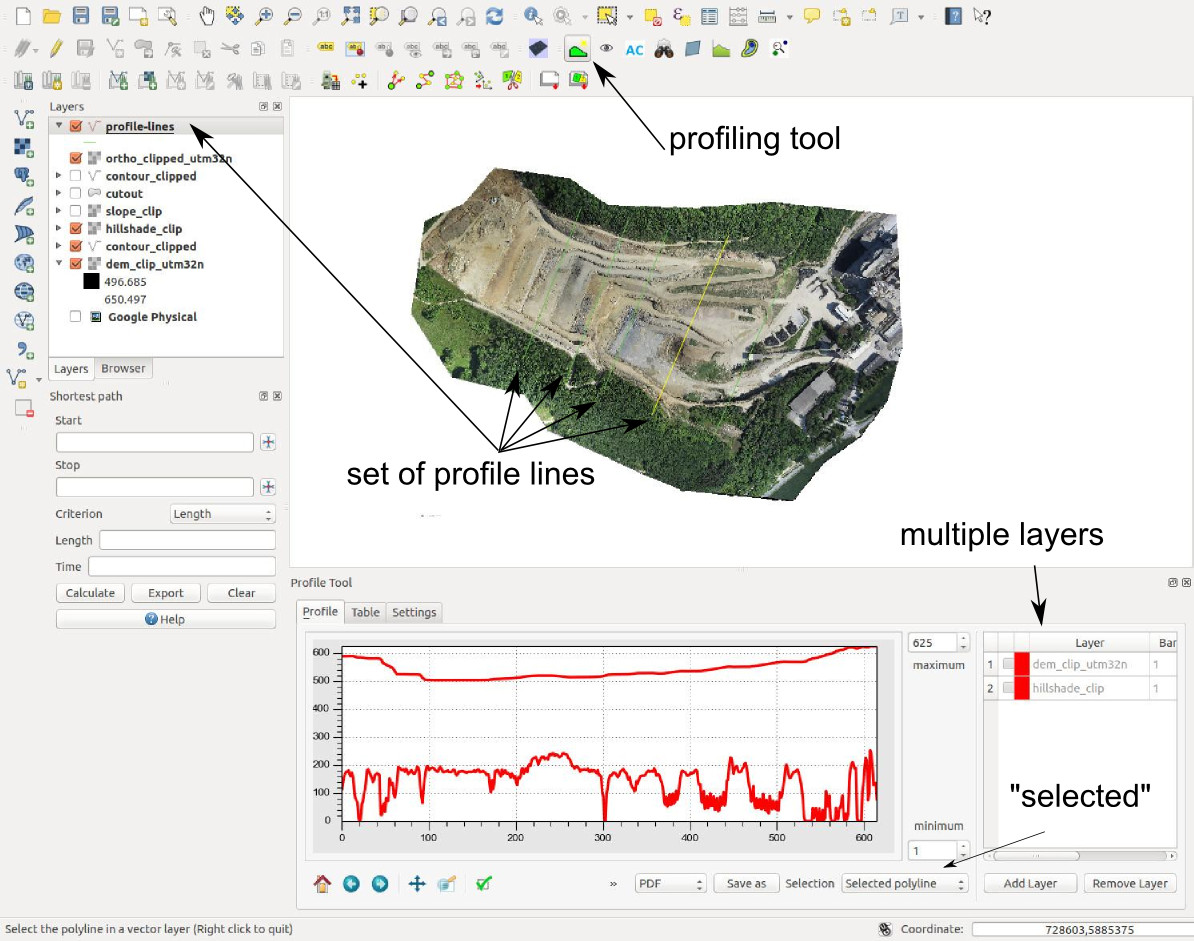 abc
AC
profiling tool
Layers
profile-lines
ortho_clipped_utm32n
contour_clipped
cutout
slope_clip
hillshade_clip
contour_clipped
dem_clip_utm32n
496.685
650.497
Google Physical
Layers
Browser
Shortest path
Start
Stop
Criterion
Length
Length
Time
Calculate
Export
Clear
Help
set of profile lines
multiple layers
Profile Tool
Profile
Table
Settings
600
500
400
300
200
100
0
0
100
200
300
400
500
600
625
maximum
minimum
1
Layer
Bar
1
dem_clip_utm32n
1
2
hillshade_clip
1
"selected"
»
PDF
Save as
Selection
Selected polyline
Add Layer
Remove Layer
Select the polyline in a vector layer (Right click to quit)
Coordinate:
728603,5885375